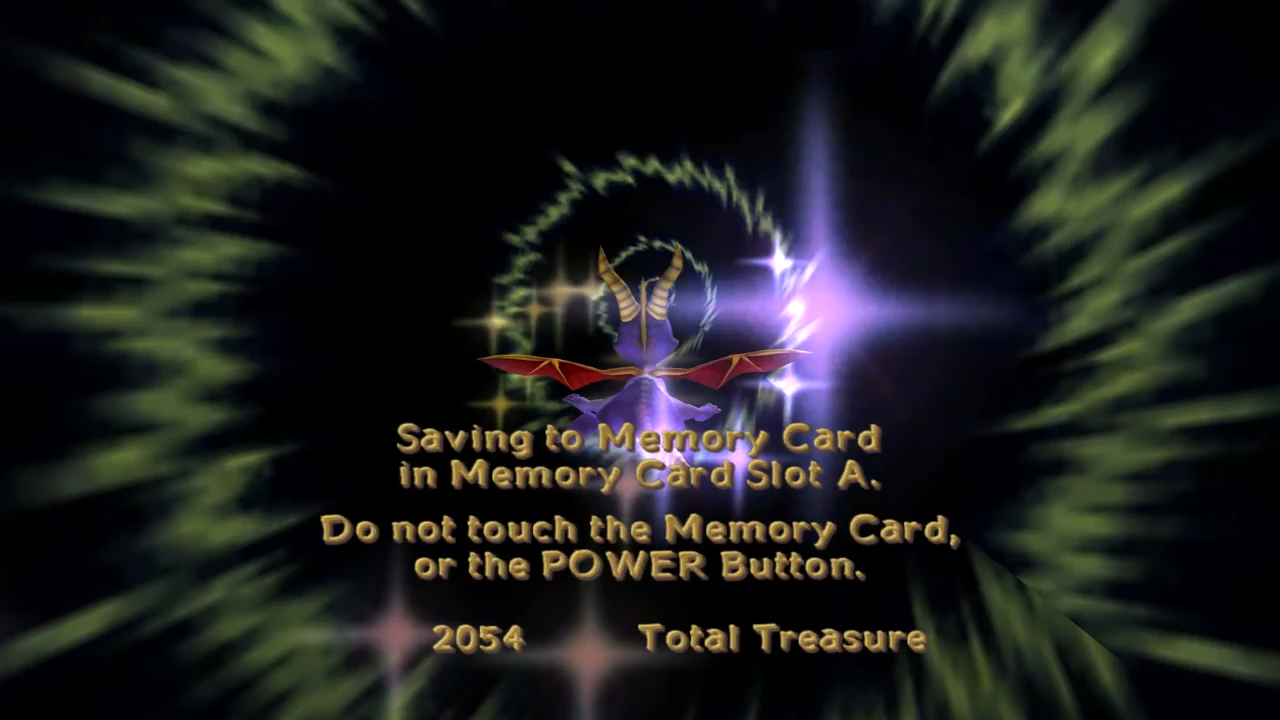 Saving to Memory Card
in Memory Card Slot A.
Do not touch the Memory Card,
or the POWER Button.
2054 Total Treasure